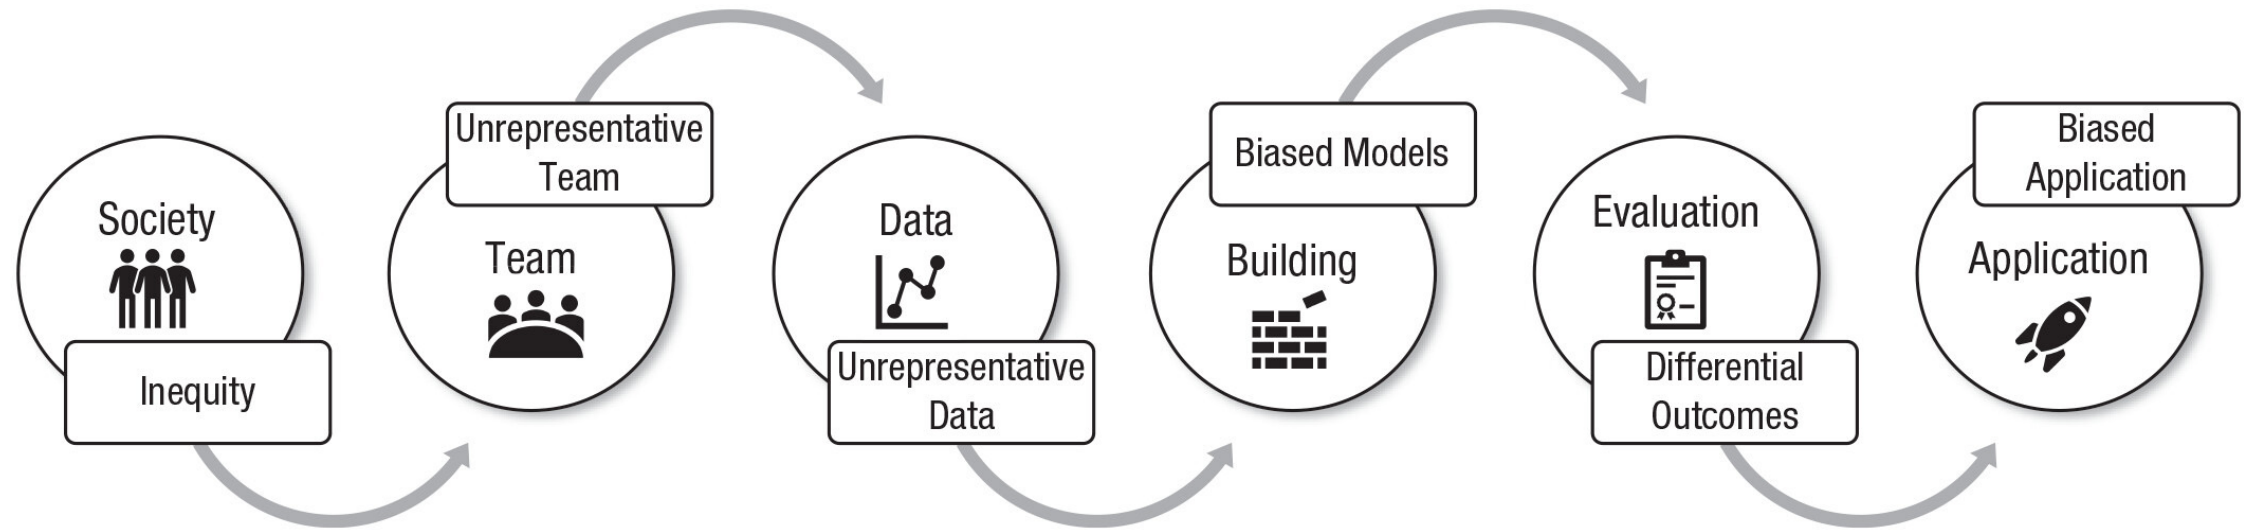 Society
Inequity
Unrepresentative
Team
Team
Data
Unrepresentative
Data
Biased Models
Building
Evaluation
Differential
Outcomes
Biased
Application
Application